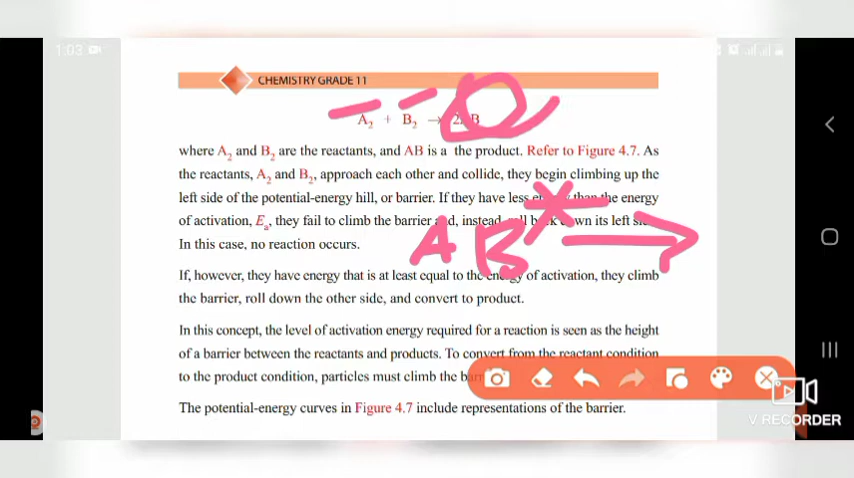 1:03
CHEMISTRY GRADE 11
A₂ + B₂ → 2AB
where A₂ and B₂ are the reactants, and AB is a the product. Refer to Figure 4.7. As
the reactants, A₂ and B₂, approach each other and collide, they begin climbing up the
left side of the potential-energy hill, or barrier. If they have less energy than the energy
of activation, Eₐ, they fail to climb the barrier and, instead, roll back down its left side.
A B* →
In this case, no reaction occurs.
If, however, they have energy that is at least equal to the energy of activation, they climb
the barrier, roll down the other side, and convert to product.
In this concept, the level of activation energy required for a reaction is seen as the height
of a barrier between the reactants and products. To convert from the reactant condition
to the product condition, particles must climb the
The potential-energy curves in Figure 4.7 include representations of the barrier.
V RECORDER